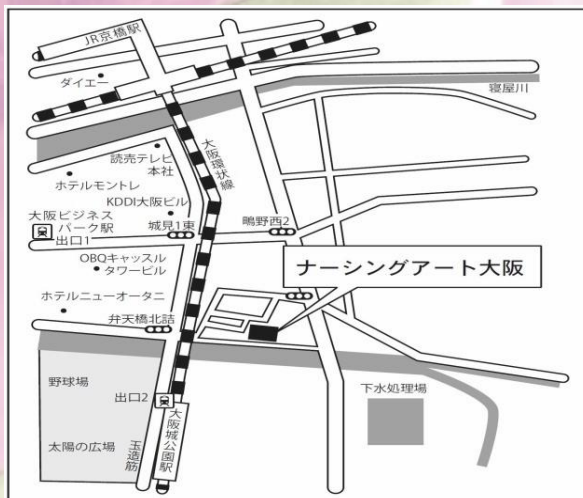 JR京橋駅
ダイエー
寝屋川
大阪環状線
読売テレビ
本社
ホテルモントレ
KDDI大阪ビル
大阪ビジネス
パーク駅
出口1
城見1東
鴫野西2
OBQキャッスル
タワービル
ナーシングアート大阪
ホテルニューオータニ
弁天橋北詰
野球場
出口2
下水処理場
太陽の広場
玉造筋
大阪城公園駅